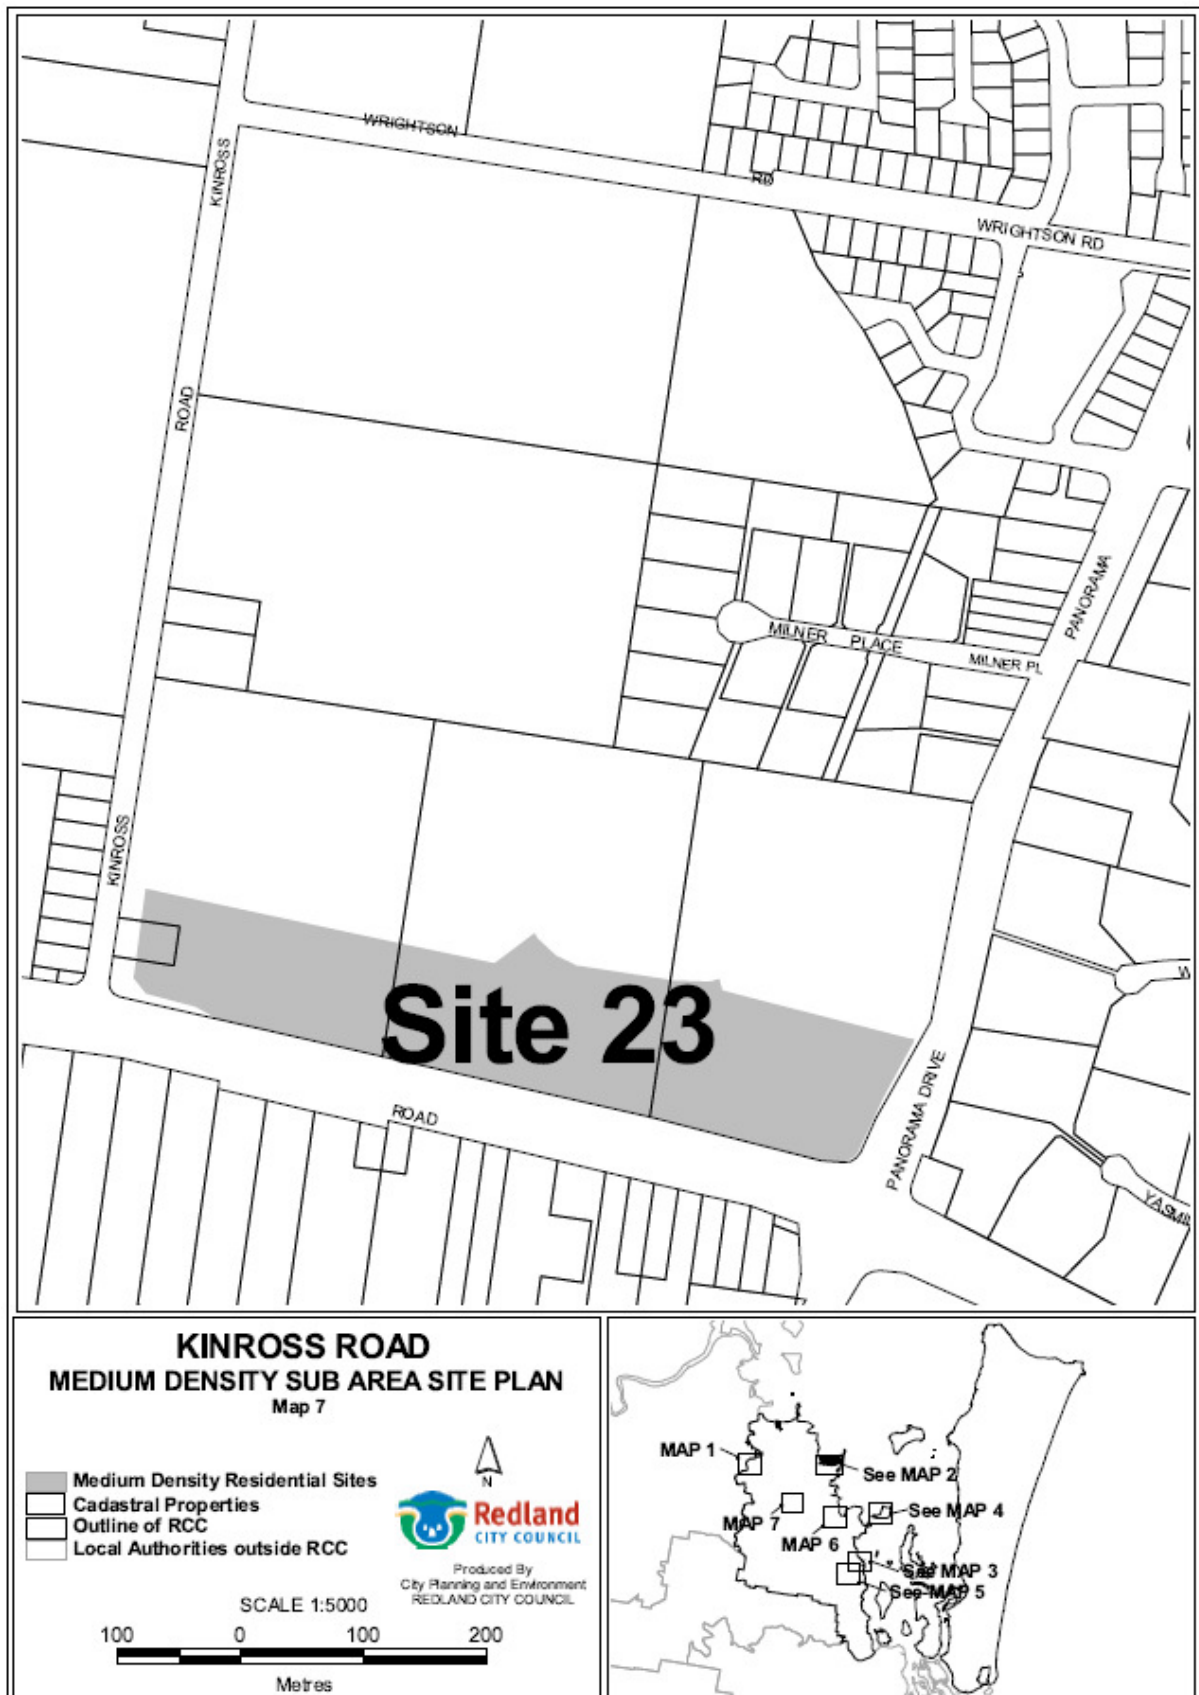 WRIGHTSON
RD
WRIGHTSON RD
KINROSS
ROAD
PANORAMA
MILNER PLACE
MILNER PL
KINROSS
Site 23
ROAD
PANORAMA DRIVE
W
YASMI
KINROSS ROAD
MEDIUM DENSITY SUB AREA SITE PLAN
Map 7
N
Medium Density Residential Sites
Cadastral Properties
Outline of RCC
Local Authorities outside RCC
Redland
CITY COUNCIL
Produced By
City Planning and Environment
REDLAND CITY COUNCIL
SCALE 1:5000
100 0 100 200
Metres
MAP 1
See MAP 2
MAP 7
See MAP 4
MAP 6
See MAP 3
See MAP 5